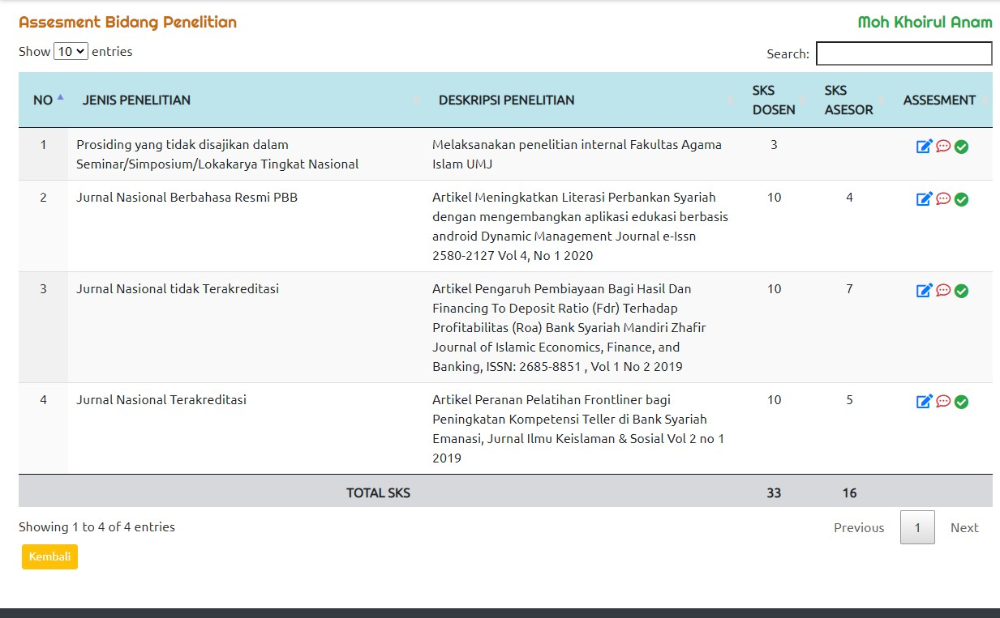 Assesment Bidang Penelitian
Moh Khoirul Anam
Show 10 entries
Search:
NO JENIS PENELITIAN DESKRIPSI PENELITIAN SKS DOSEN SKS ASESOR ASSESMENT
1 Prosiding yang tidak disajikan dalam Melaksanakan penelitian internal Fakultas Agama 3
Seminar/Simposium/Lokakarya Tingkat Nasional Islam UMJ
2 Jurnal Nasional Berbahasa Resmi PBB Artikel Meningkatkan Literasi Perbankan Syariah 10 4
dengan mengembangkan aplikasi edukasi berbasis
android Dynamic Management Journal e-Issn
2580-2127 Vol 4, No 1 2020
3 Jurnal Nasional tidak Terakreditasi Artikel Pengaruh Pembiayaan Bagi Hasil Dan 10 7
Financing To Deposit Ratio (Fdr) Terhadap
Profitabilitas (Roa) Bank Syariah Mandiri Zhafir
Journal of Islamic Economics, Finance, and
Banking, ISSN: 2685-8851 , Vol 1 No 2 2019
4 Jurnal Nasional Terakreditasi Artikel Peranan Pelatihan Frontliner bagi 10 5
Peningkatan Kompetensi Teller di Bank Syariah
Emanasi, Jurnal Ilmu Keislaman & Sosial Vol 2 no 1
2019
TOTAL SKS 33 16
Showing 1 to 4 of 4 entries
Previous 1 Next
Kembali